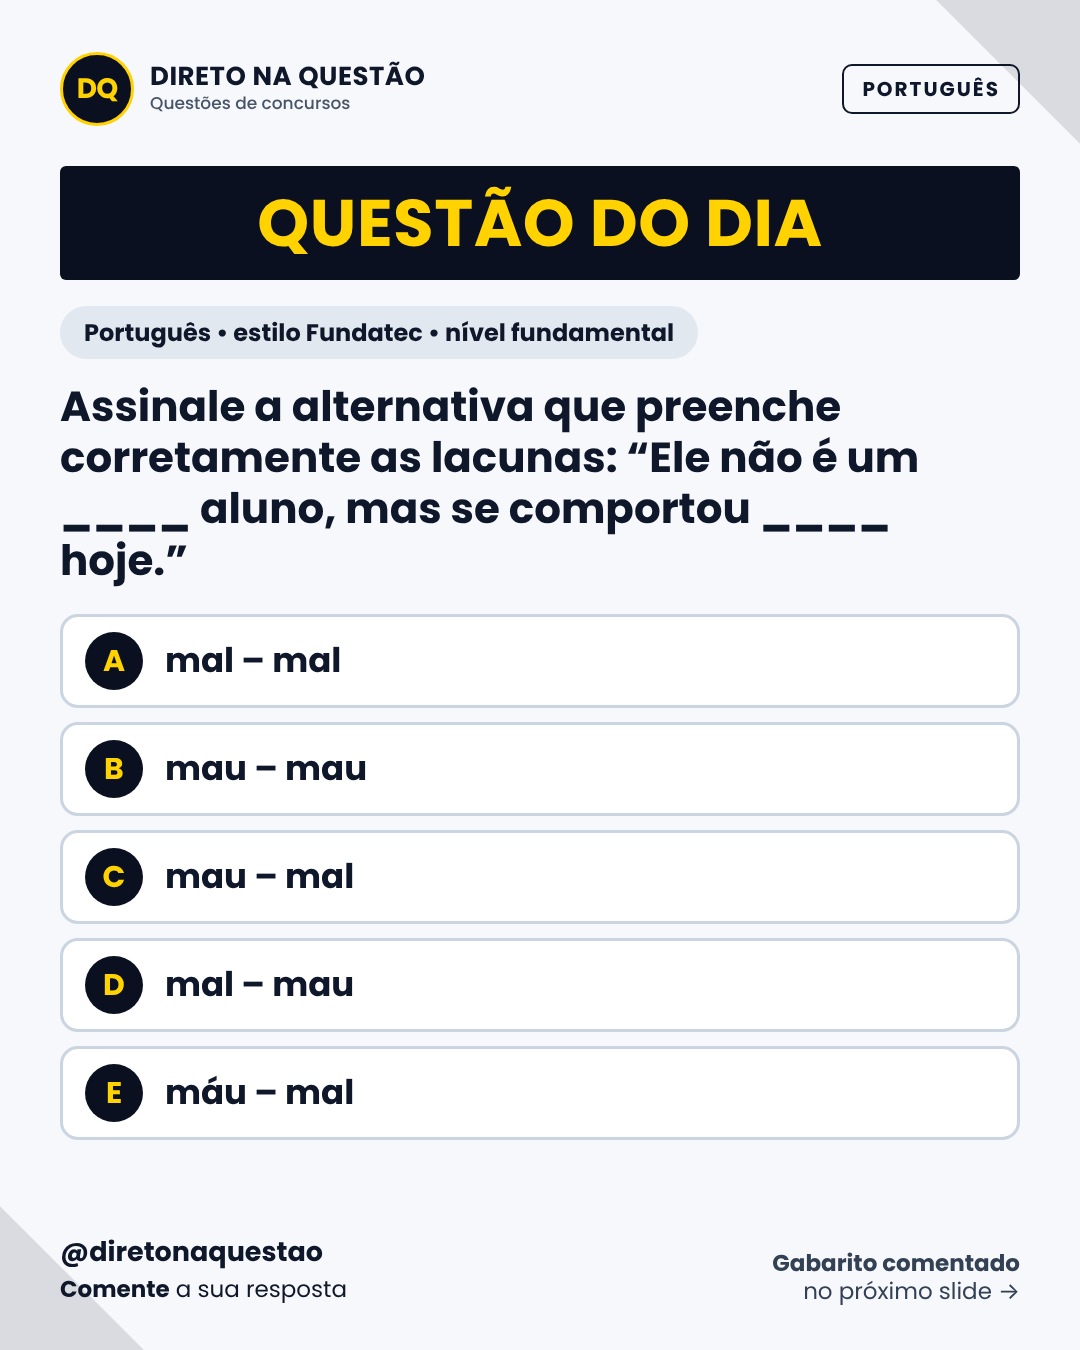 DQ
DIRETO NA QUESTÃO
Questões de concursos
PORTUGUÊS
QUESTÃO DO DIA
Português • estilo Fundatec • nível fundamental
Assinale a alternativa que preenche
corretamente as lacunas: “Ele não é um
____ aluno, mas se comportou ____
hoje.”
A mal – mal
B mau – mau
C mau – mal
D mal – mau
E máu – mal
@diretonaquestao
Comente a sua resposta
Gabarito comentado
no próximo slide →